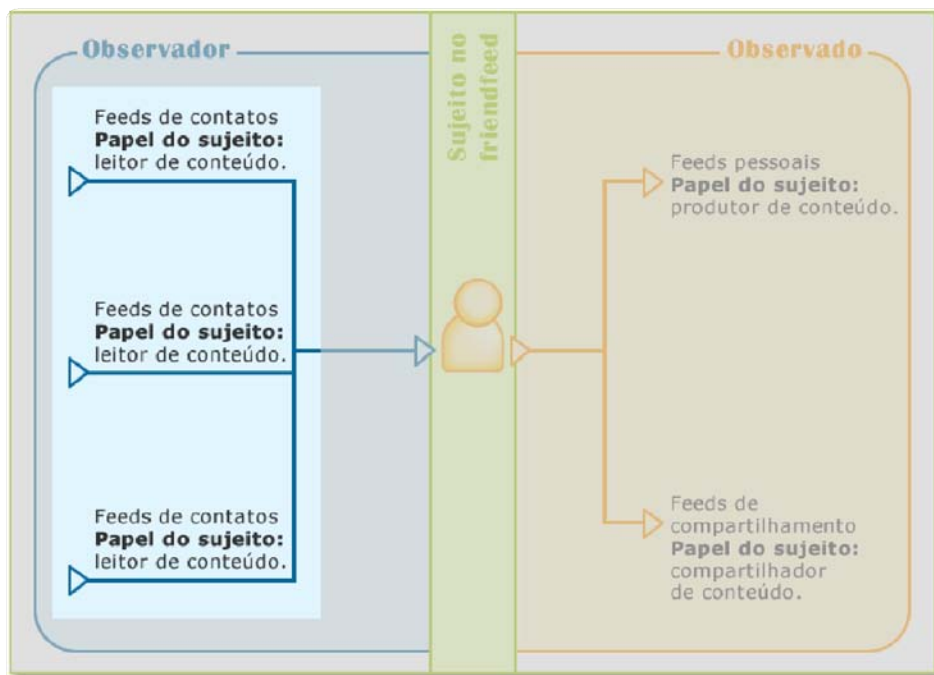 Observador
Feeds de contatos
Papel do sujeito:
leitor de conteúdo.
Feeds de contatos
Papel do sujeito:
leitor de conteúdo.
Feeds de contatos
Papel do sujeito:
leitor de conteúdo.
Sujeito no
friendfeed
Observado
Feeds pessoais
Papel do sujeito:
produtor de conteúdo.
Feeds de
compartilhamento
Papel do sujeito:
compartilhador
de conteúdo.